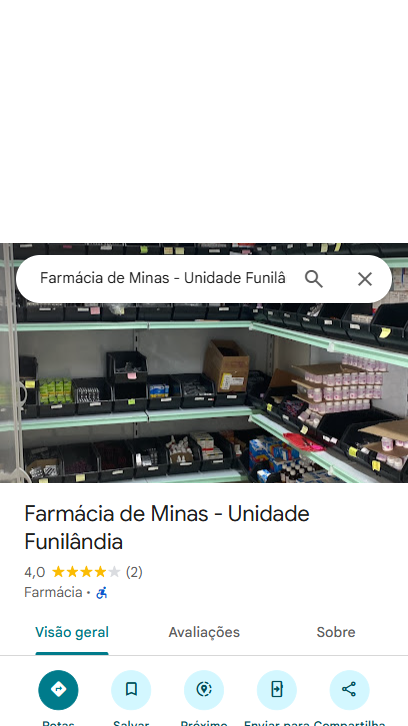 Farmácia de Minas - Unidade Funilâ
Farmácia de Minas - Unidade
Funilândia
4,0 (2)
Farmácia ·
Visão geral Avaliações Sobre
Rotas Salvar Próximo Enviar para Compartilha